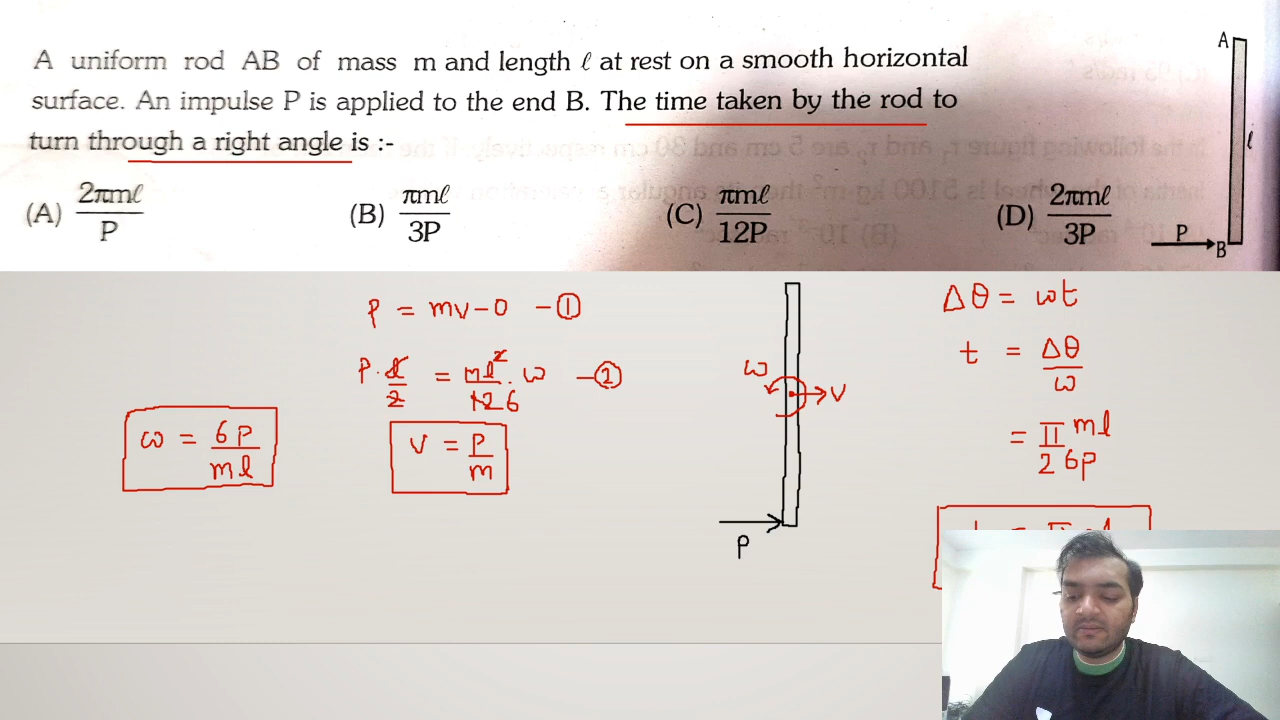 A uniform rod AB of mass m and length ℓ at rest on a smooth horizontal
surface. An impulse P is applied to the end B. The time taken by the rod to
turn through a right angle is :-
(A) 2πmℓ/P (B) πmℓ/3P (C) πmℓ/12P (D) 2πmℓ/3P
A
ℓ
P
B
P = mv-0 -①
P.ℓ/2 = mℓ²/12 6 . ω -②
ω = 6P/mℓ
v = P/m
ω
v
P
Δθ = ωt
t = Δθ/ω
= π/2 mℓ/6P